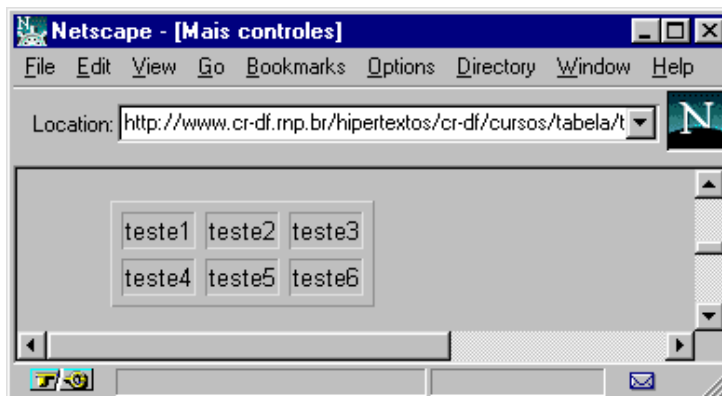 Netscape - [Mais controles]
File Edit View Go Bookmarks Options Directory Window Help
Location: http://www.cr-df.rnp.br/hipertextos/cr-df/cursos/tabela/t
N
teste1 teste2 teste3
teste4 teste5 teste6